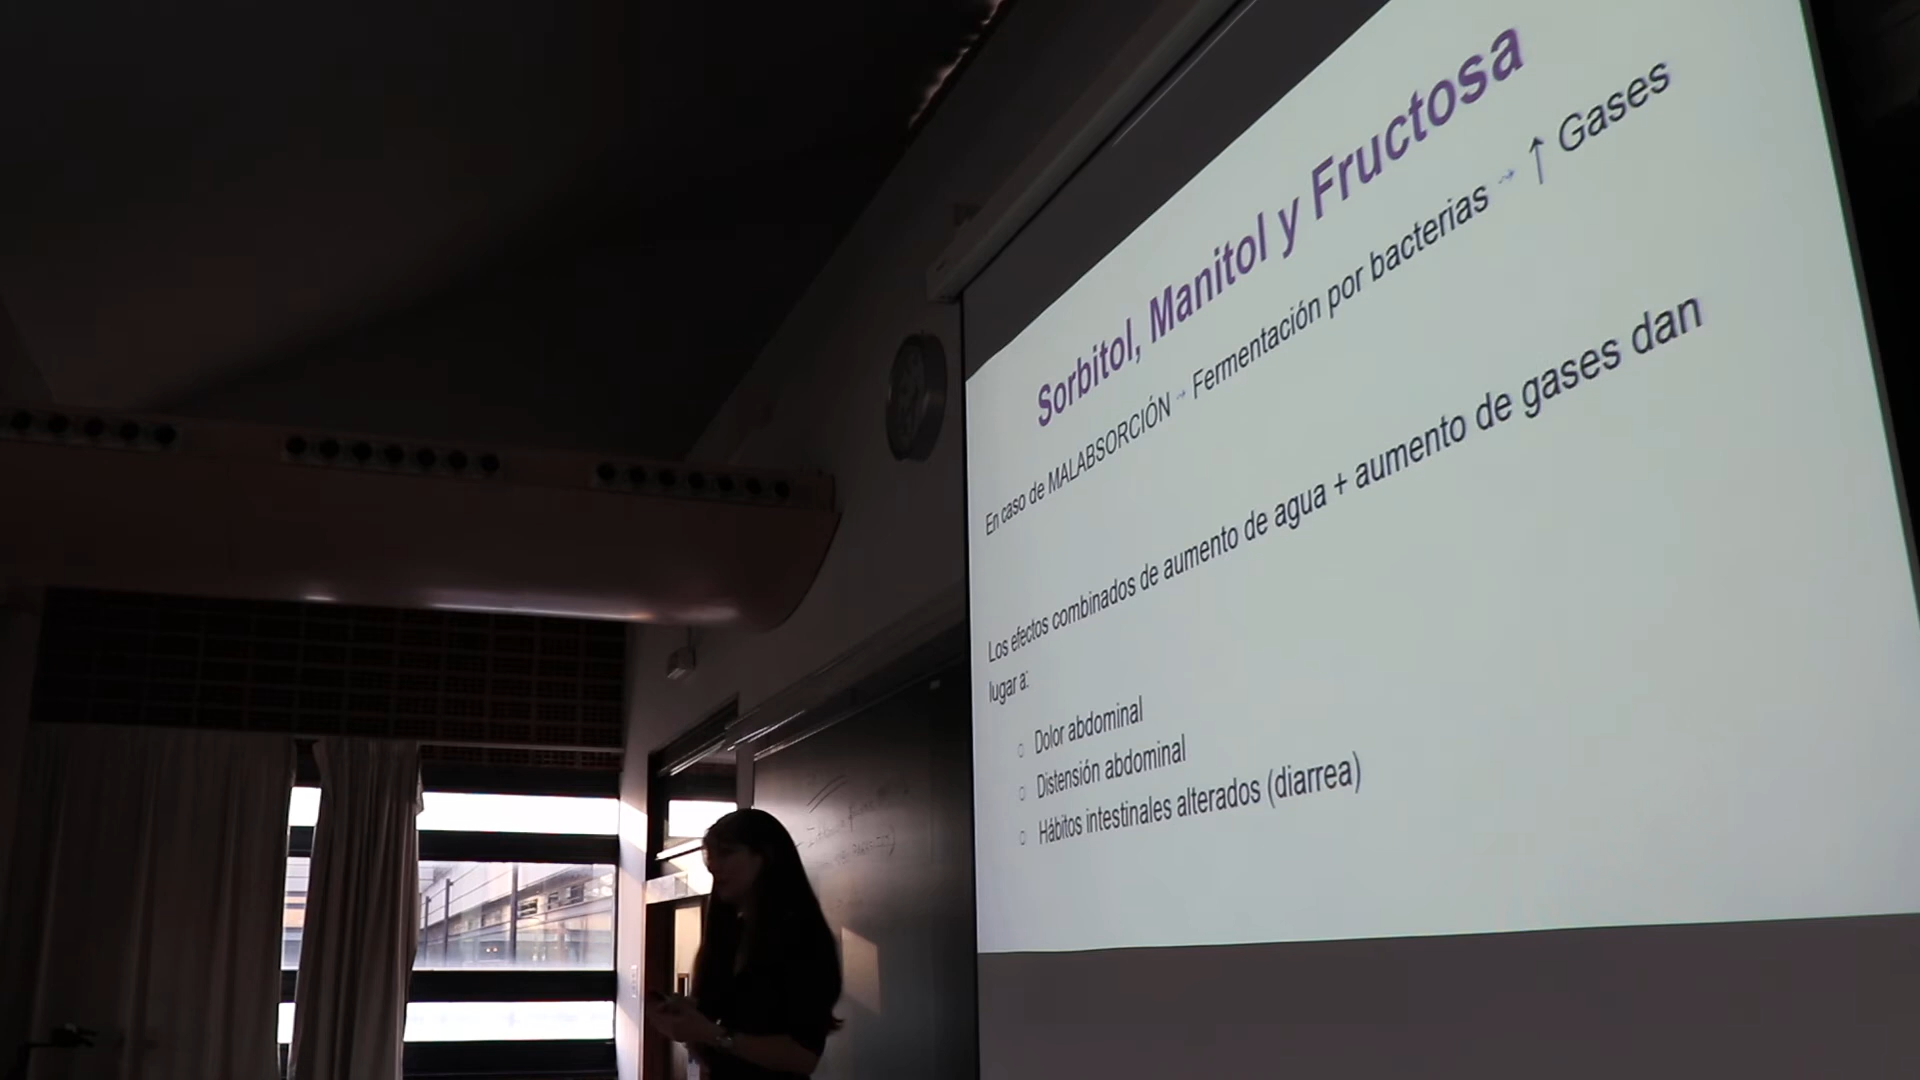 Sorbitol, Manitol y Fructosa
En caso de MALABSORCIÓN → Fermentación por bacterias → ↑ Gases
Los efectos combinados de aumento de agua + aumento de gases dan
lugar a:
○ Dolor abdominal
○ Distensión abdominal
○ Hábitos intestinales alterados (diarrea)